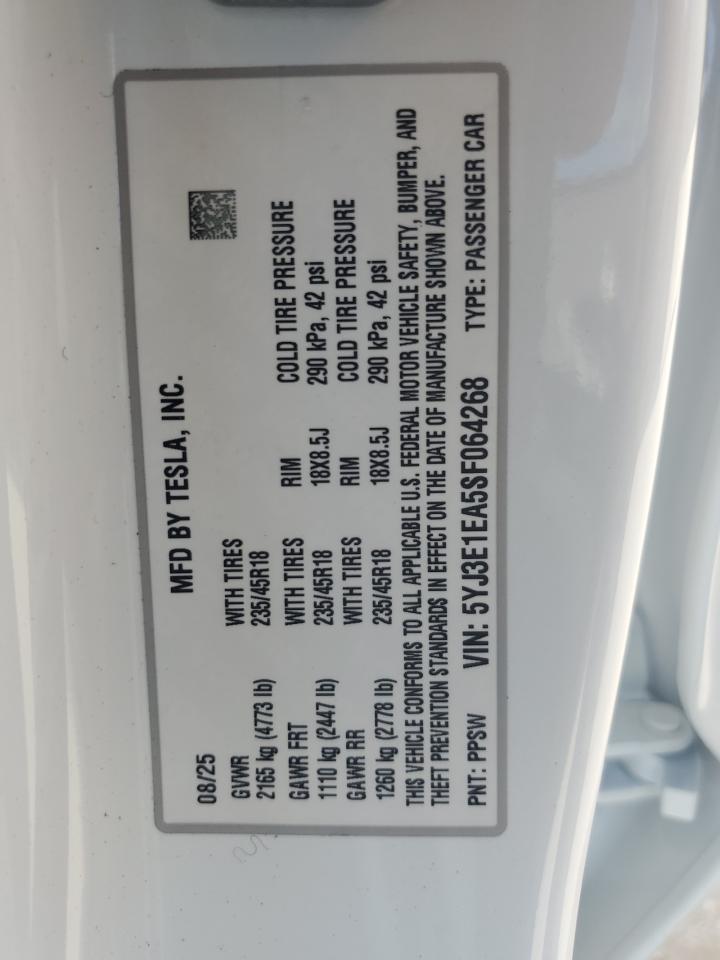 MFD BY TESLA, INC.
08/25
GVWR WITH TIRES
2165 kg (4773 lb) 235/45R18
GAWR FRT WITH TIRES RIM COLD TIRE PRESSURE
1110 kg (2447 lb) 235/45R18 18X8.5J 290 kPa, 42 psi
GAWR RR WITH TIRES RIM COLD TIRE PRESSURE
1260 kg (2778 lb) 235/45R18 18X8.5J 290 kPa, 42 psi
THIS VEHICLE CONFORMS TO ALL APPLICABLE U.S. FEDERAL MOTOR VEHICLE SAFETY, BUMPER, AND
THEFT PREVENTION STANDARDS IN EFFECT ON THE DATE OF MANUFACTURE SHOWN ABOVE.
PNT: PPSW VIN: 5YJ3E1EA5SF064268 TYPE: PASSENGER CAR